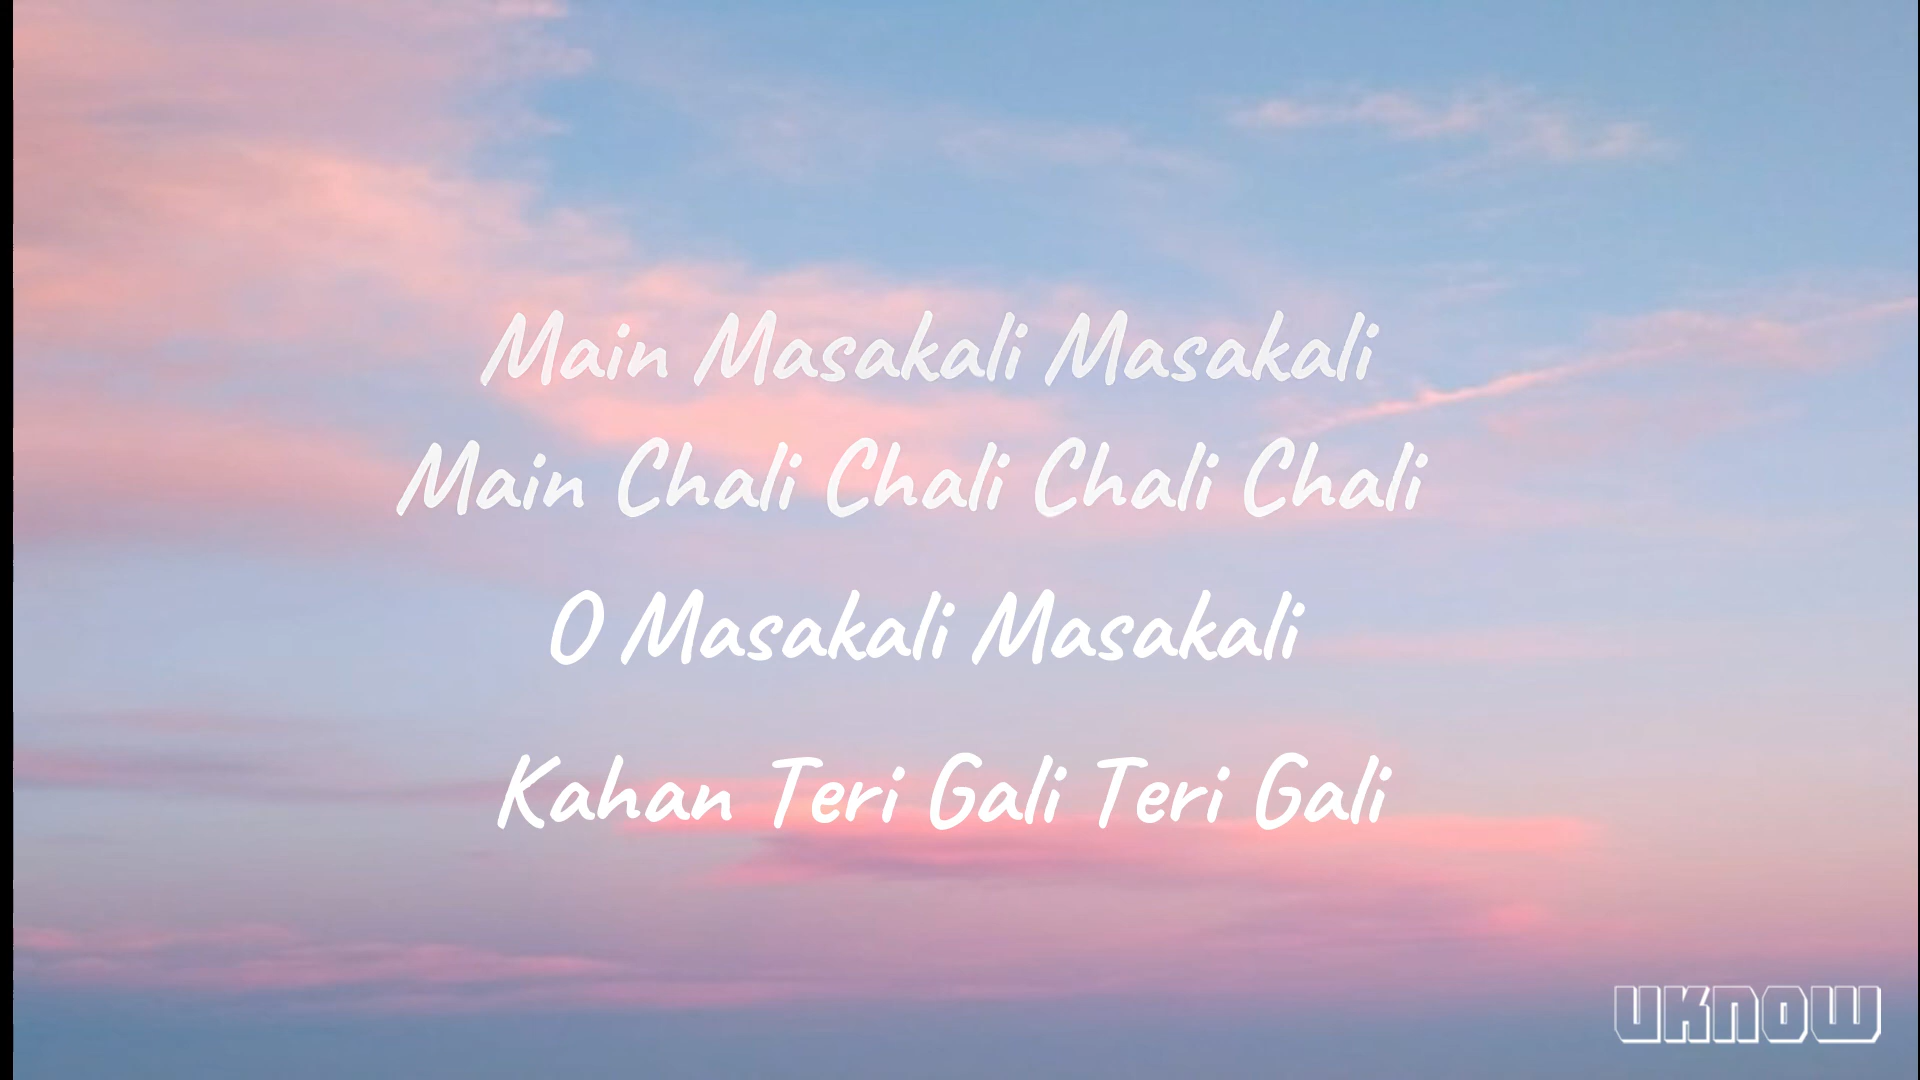 Main Masakali Masakali
Main Chali Chali Chali Chali
O Masakali Masakali
Kahan Teri Gali Teri Gali
UKNOW